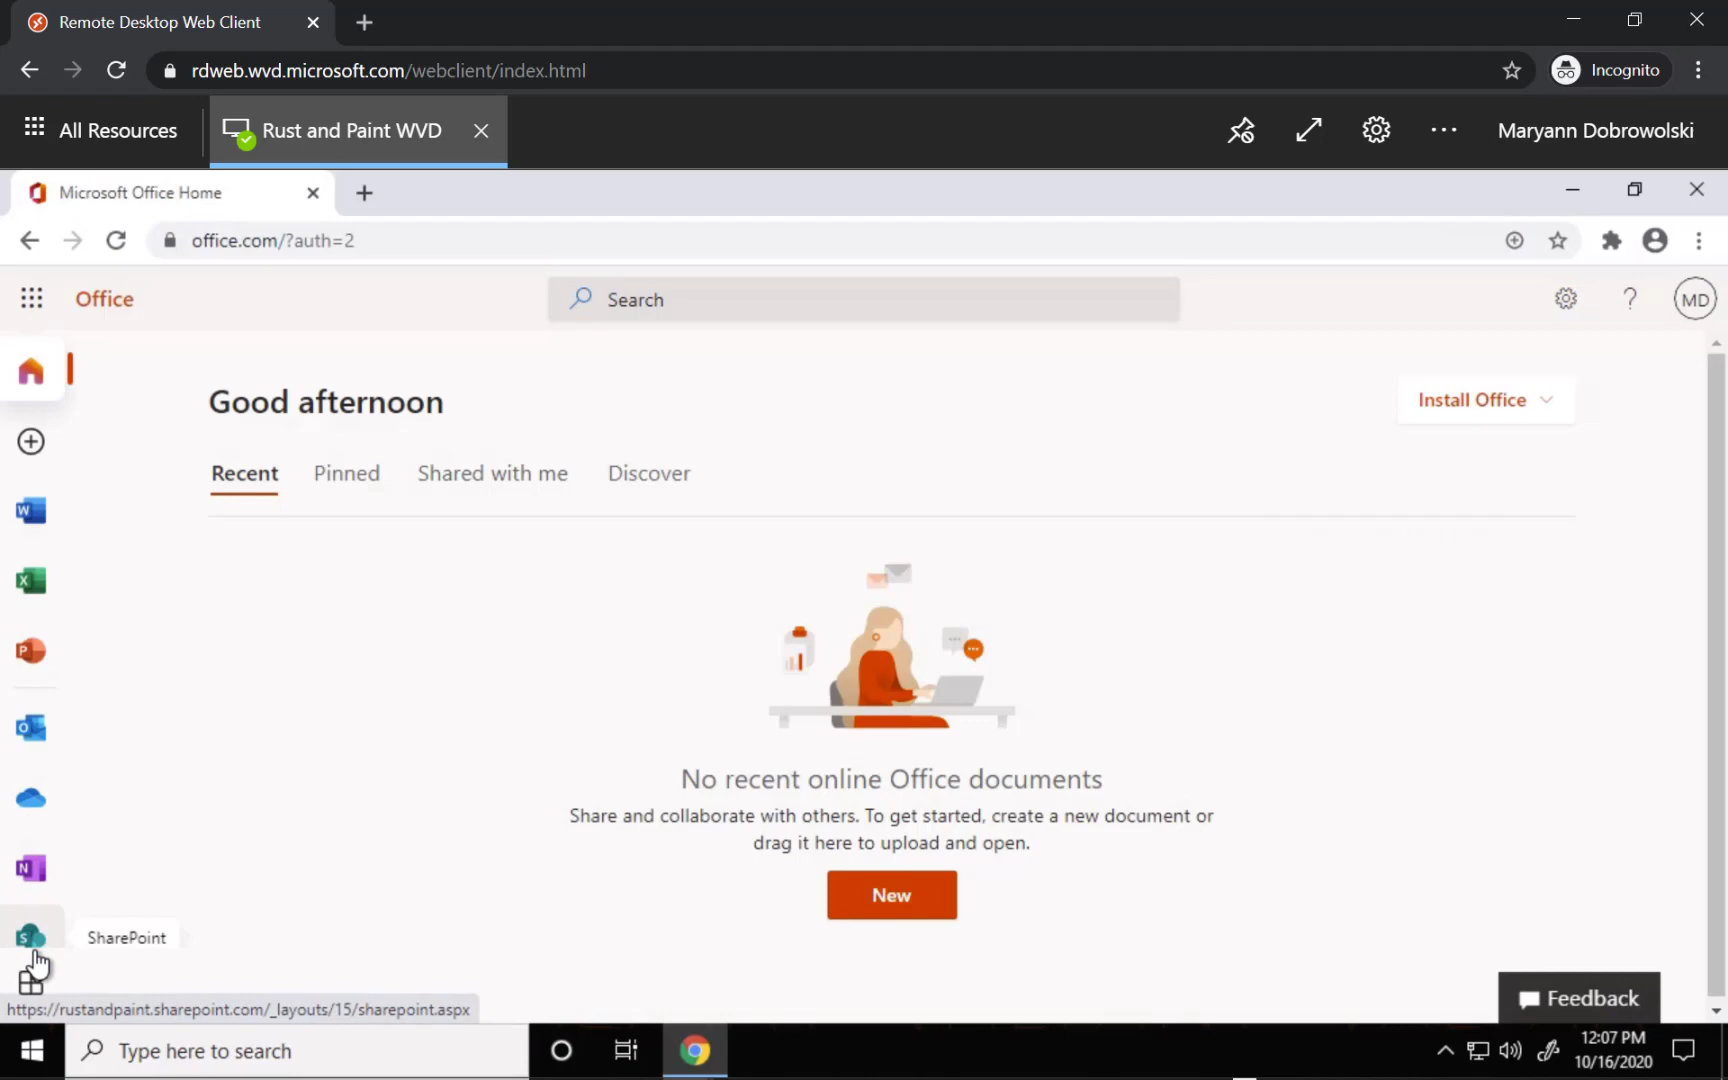 Remote Desktop Web Client
rdweb.wvd.microsoft.com/webclient/index.html
Incognito
All Resources
Rust and Paint WVD
Maryann Dobrowolski
Microsoft Office Home
office.com/?auth=2
Office
Search
MD
Good afternoon
Install Office
Recent
Pinned
Shared with me
Discover
W
X
P
O
N
S
No recent online Office documents
Share and collaborate with others. To get started, create a new document or
drag it here to upload and open.
New
SharePoint
Feedback
https://rustandpaint.sharepoint.com/_layouts/15/sharepoint.aspx
Type here to search
12:07 PM
10/16/2020